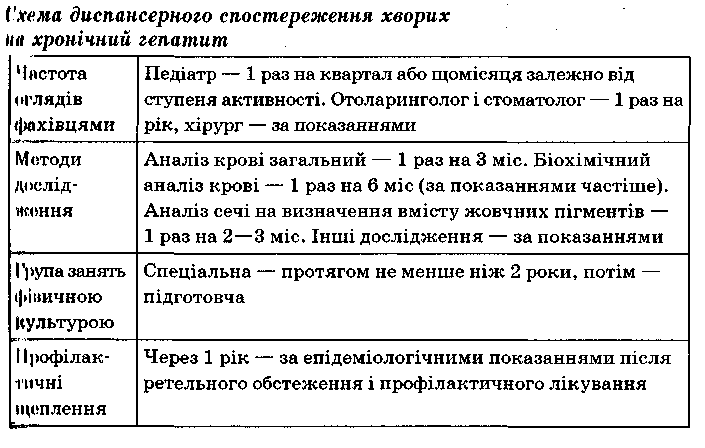 Схема диспансерного спостереження хворих
на хронічний гепатит
Частота
оглядів
фахівцями
Педіатр — 1 раз на квартал або щомісяця залежно від
ступеня активності. Отоларинголог і стоматолог — 1 раз на
рік, хірург — за показаннями
Методи
дослід-
ження
Аналіз крові загальний — 1 раз на 3 міс. Біохімічний
аналіз крові — 1 раз на 6 міс (за показаннями частіше).
Аналіз сечі на визначення вмісту жовчних пігментів —
1 раз на 2—3 міс. Інші дослідження — за показаннями
Група занять
фізичною
культурою
Спеціальна — протягом не менше ніж 2 роки, потім —
підготовча
Профілак-
тичні
щеплення
Через 1 рік — за епідеміологічними показаннями після
ретельного обстеження і профілактичного лікування